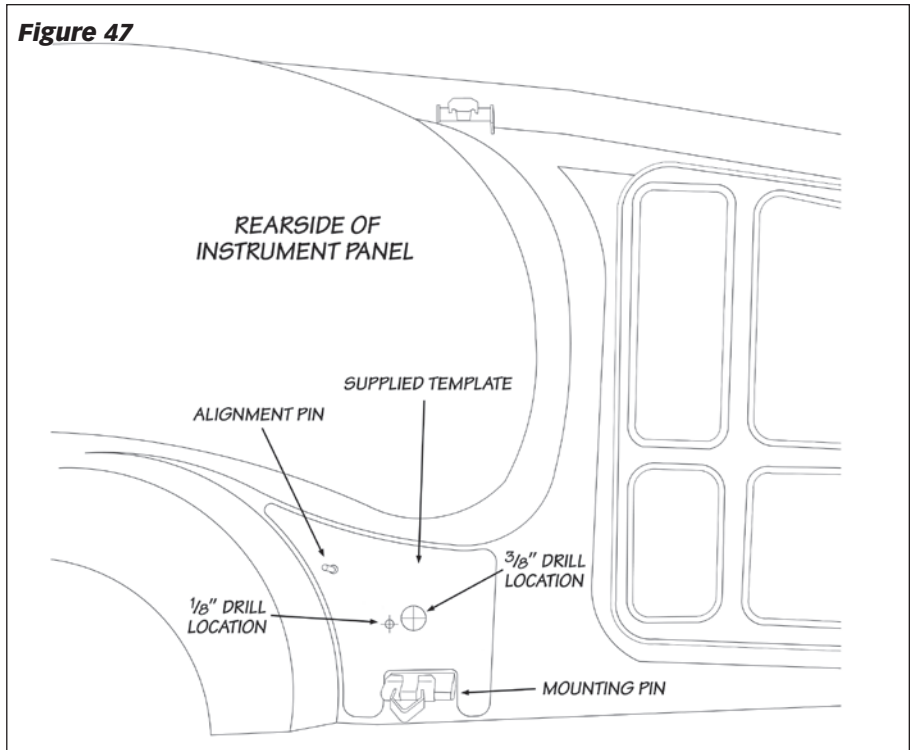 Figure 47
REARSIDE OF
INSTRUMENT PANEL
SUPPLIED TEMPLATE
ALIGNMENT PIN
3/8" DRILL
LOCATION
1/8" DRILL
LOCATION
MOUNTING PIN